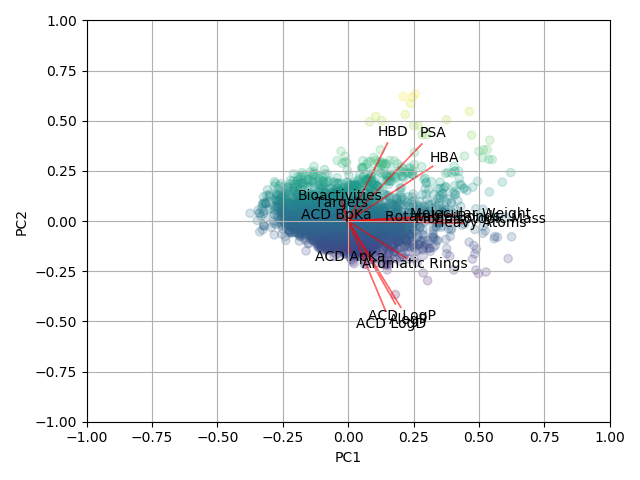 1.00
0.75
0.50
0.25
0.00
−0.25
−0.50
−0.75
−1.00
PC2
HBD
PSA
HBA
Bioactivities
Targets
ACD BpKa
Molecular Weight
Heavy Atoms
ACD ApKa
Aromatic Rings
ACD LogP
ACD LogD
−1.00 −0.75 −0.50 −0.25 0.00 0.25 0.50 0.75 1.00
PC1